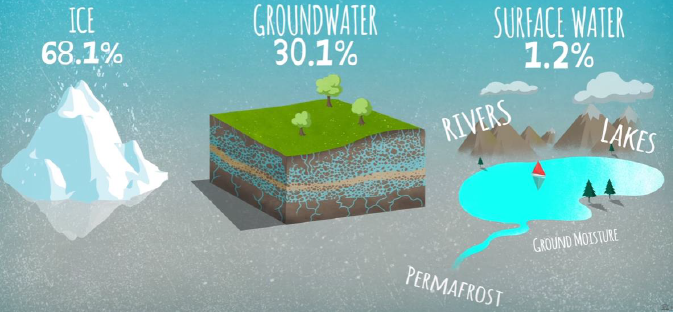 ICE
68.1%
GROUNDWATER
30.1%
SURFACE WATER
1.2%
RIVERS
LAKES
GROUND MOISTURE
PERMAFROST